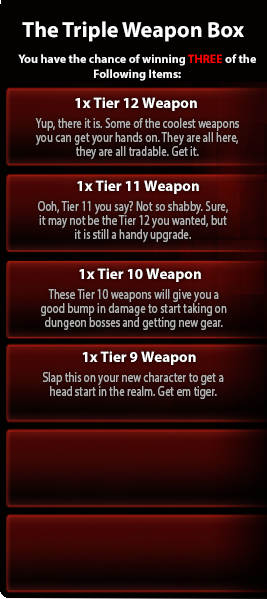 The Triple Weapon Box
You have the chance of winning THREE of the
Following Items:
1x Tier 12 Weapon
Yup, there it is. Some of the coolest weapons
you can get your hands on. They are all here,
they are all tradable. Get it.
1x Tier 11 Weapon
Ooh, Tier 11 you say? Not so shabby. Sure,
it may not be the Tier 12 you wanted, but
it is still a handy upgrade.
1x Tier 10 Weapon
These Tier 10 weapons will give you a
good bump in damage to start taking on
dungeon bosses and getting new gear.
1x Tier 9 Weapon
Slap this on your new character to get a
head start in the realm. Get em tiger.